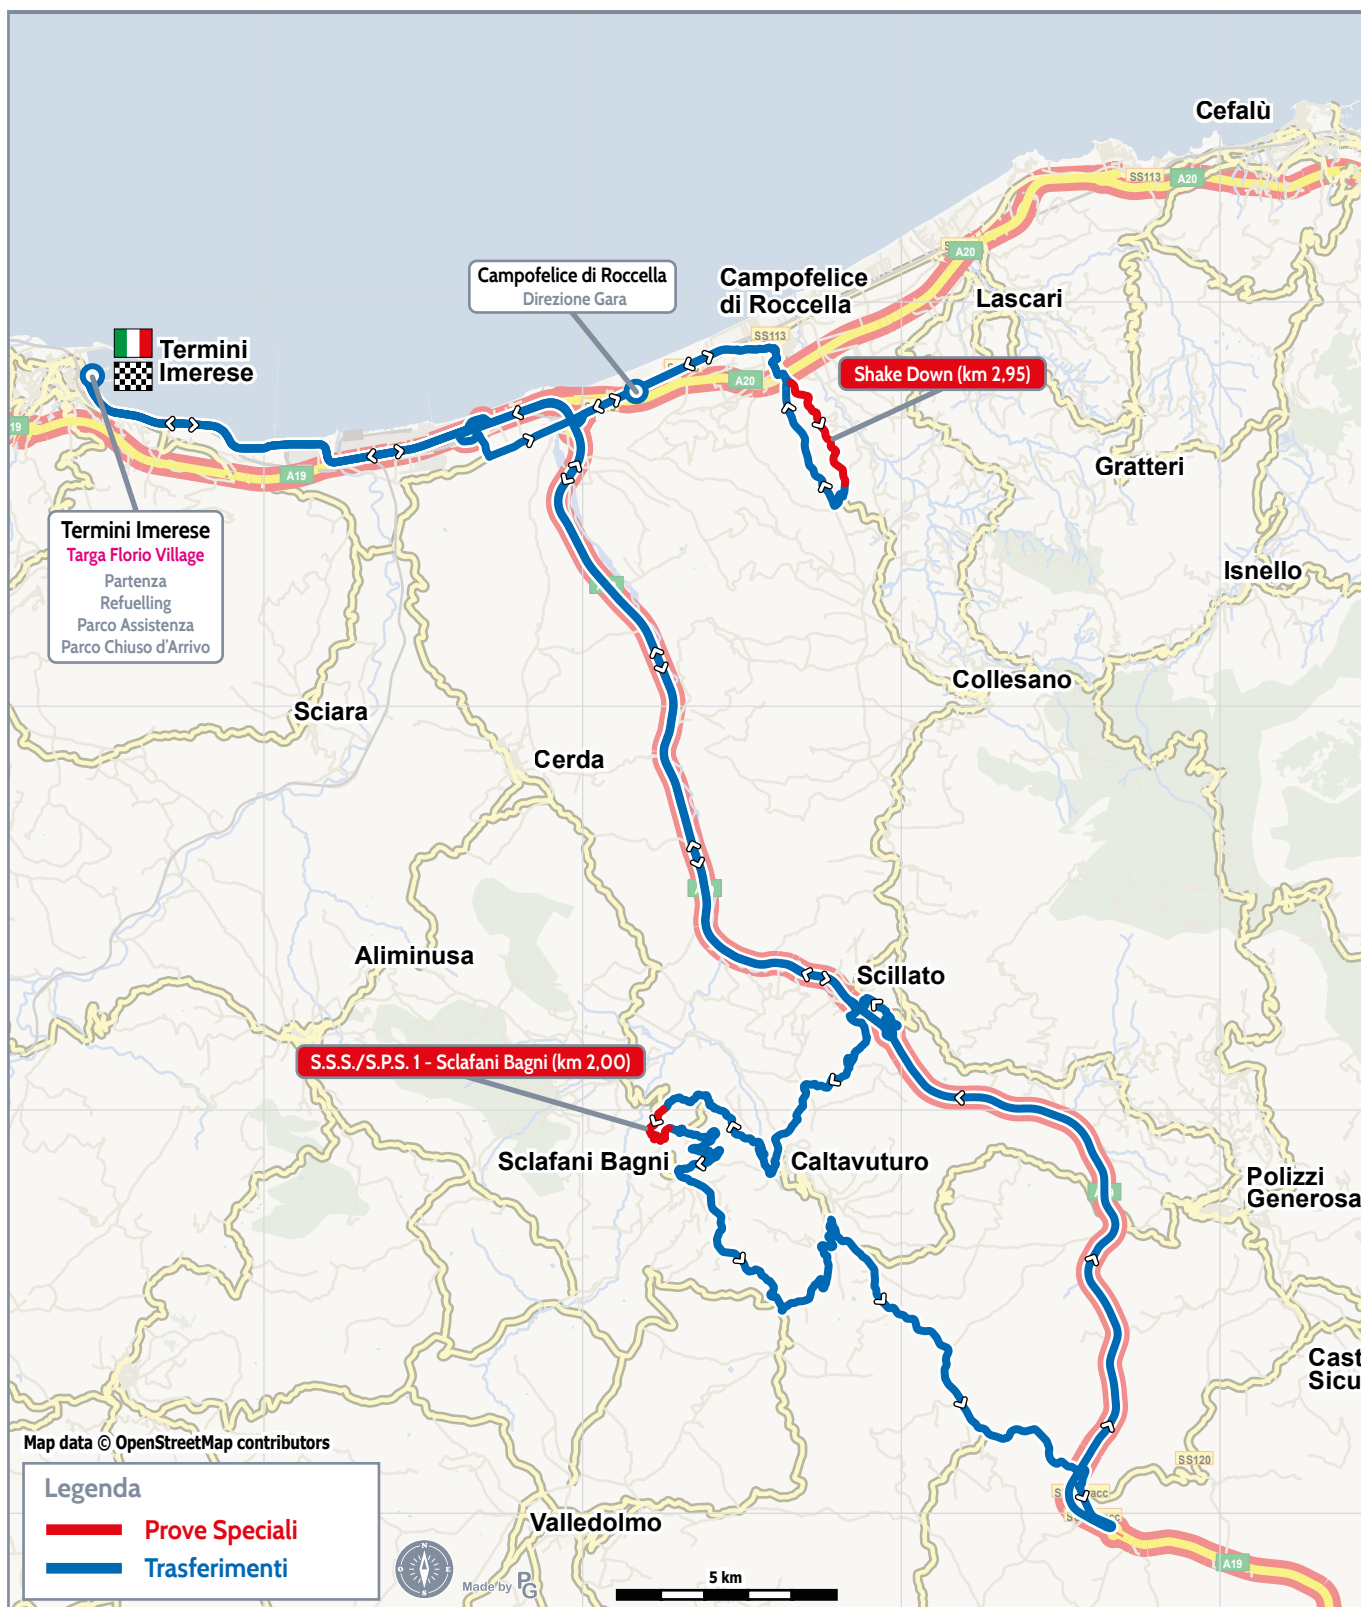 Cefalù
SS113
A20
A20
Campofelice di Roccella
Direzione Gara
Campofelice
di Roccella
Lascari
SS113
A20
Termini
Imerese
Shake Down (km 2,95)
19
A19
Gratteri
Termini Imerese
Targa Florio Village
Partenza
Refuelling
Parco Assistenza
Parco Chiuso d'Arrivo
Isnello
Collesano
Sciara
Cerda
Aliminusa
Scillato
S.S.S./S.P.S. 1 - Sclafani Bagni (km 2,00)
Sclafani Bagni
Caltavuturo
Polizzi
Generosa
Cast
Sicu
Map data © OpenStreetMap contributors
Legenda
Prove Speciali
Trasferimenti
SS120
Valledolmo
N
E
S
O
Made by PG
5 km
A19